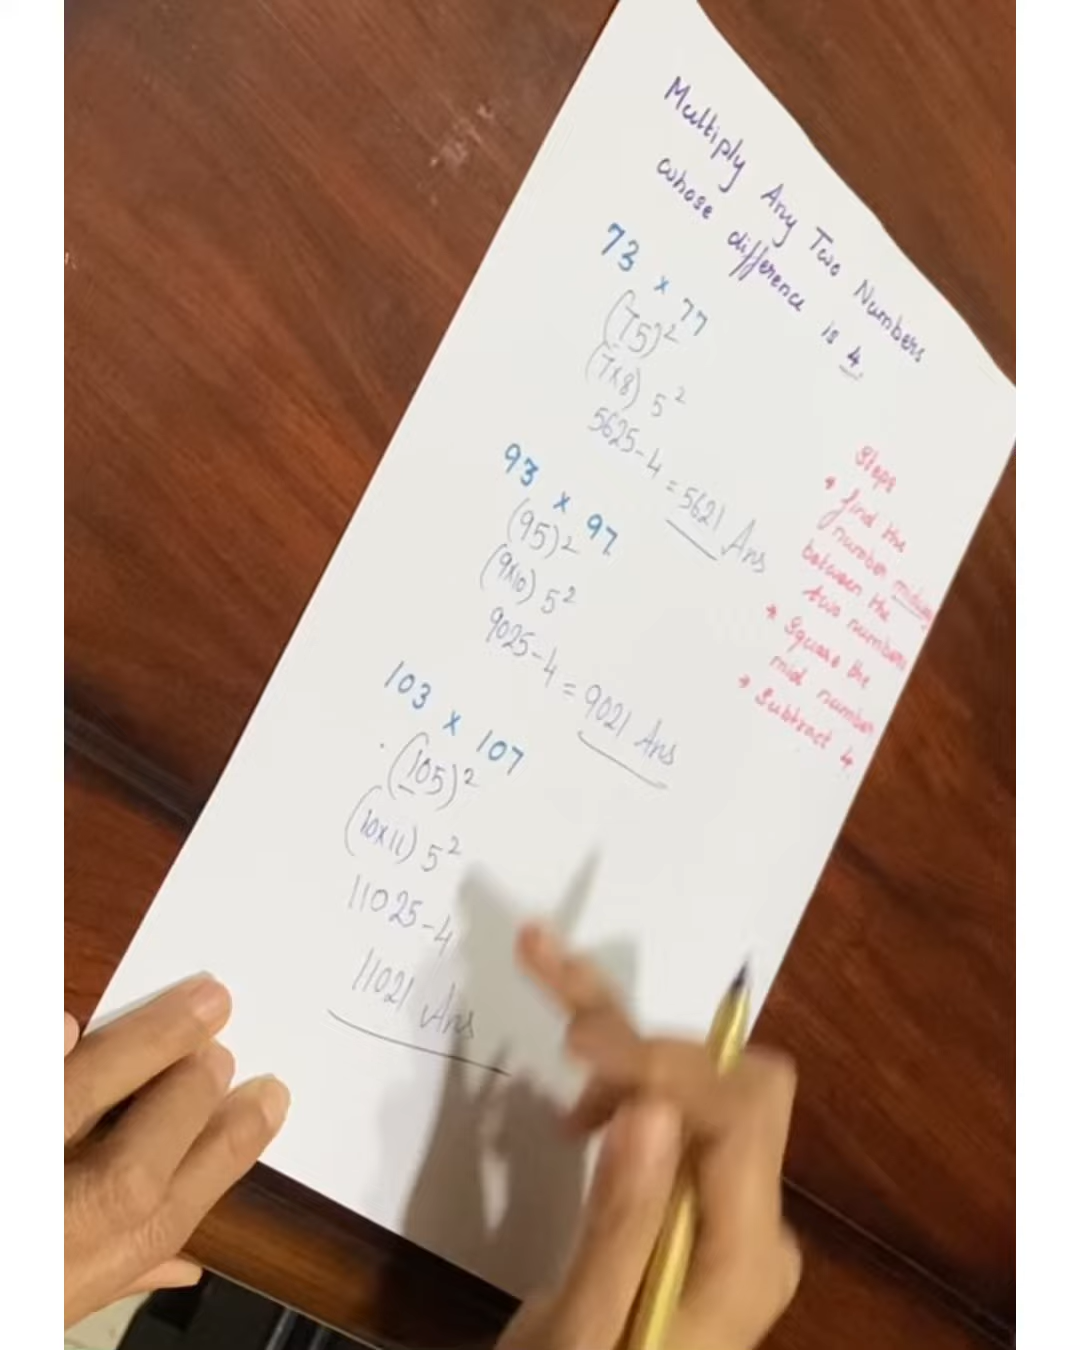 Multiply Any Two Numbers
whose difference is 4.
73 x 77
(75)²
(7x8) 5²
5625-4 = 5621 Ans
93 x 97
(95)²
(9x10) 5²
9025-4 = 9021 Ans
103 x 107
(105)²
(10x11) 5²
11025-4
11021 Ans
Steps
* find the
number midway
between the
two numbers
* Square the
mid number
* Subtract 4